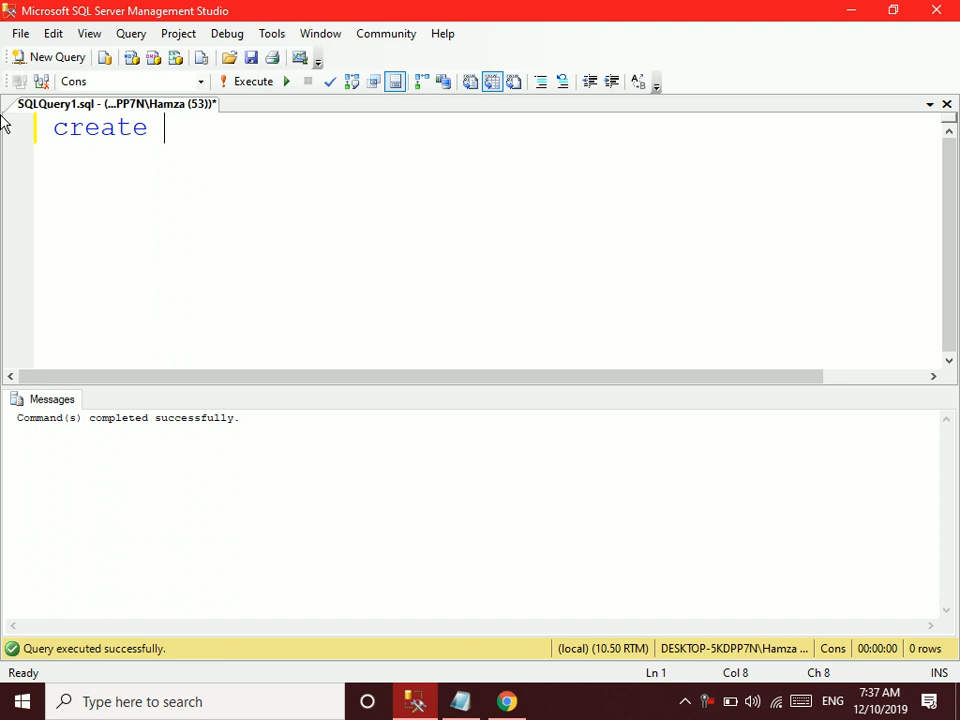 Microsoft SQL Server Management Studio
File Edit View Query Project Debug Tools Window Community Help
New Query
Cons Execute
SQLQuery1.sql - (...PP7N\Hamza (53))*
create
Messages
Command(s) completed successfully.
Query executed successfully. (local) (10.50 RTM) DESKTOP-5KDPP7N\Hamza ... Cons 00:00:00 0 rows
Ready Ln 1 Col 8 Ch 8 INS
Type here to search ENG 7:37 AM
12/10/2019